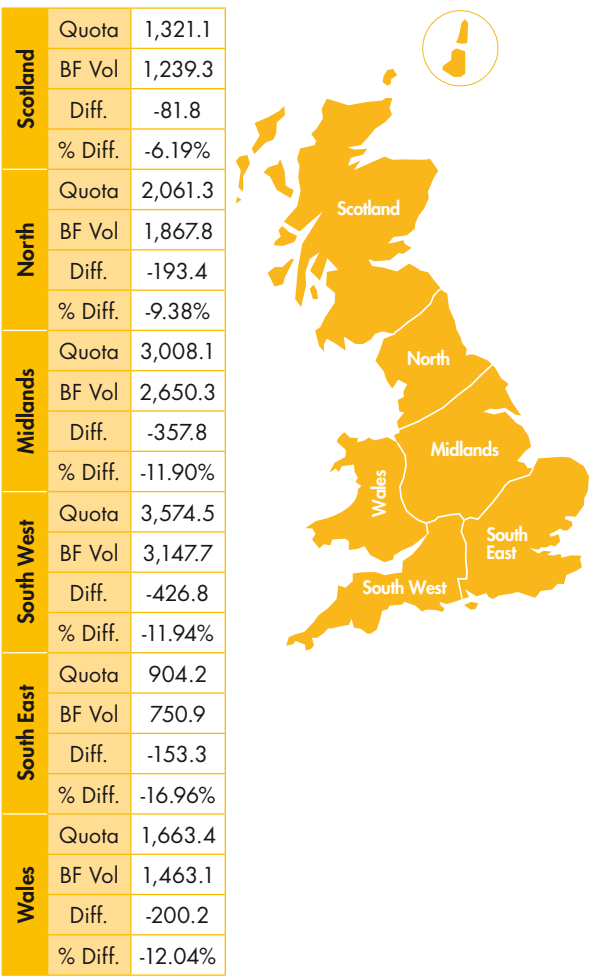 Scotland
Quota 1,321.1
BF Vol 1,239.3
Diff. -81.8
% Diff. -6.19%
North
Quota 2,061.3
BF Vol 1,867.8
Diff. -193.4
% Diff. -9.38%
Midlands
Quota 3,008.1
BF Vol 2,650.3
Diff. -357.8
% Diff. -11.90%
South West
Quota 3,574.5
BF Vol 3,147.7
Diff. -426.8
% Diff. -11.94%
South East
Quota 904.2
BF Vol 750.9
Diff. -153.3
% Diff. -16.96%
Wales
Quota 1,663.4
BF Vol 1,463.1
Diff. -200.2
% Diff. -12.04%
Scotland
North
Midlands
Wales
South
East
South West